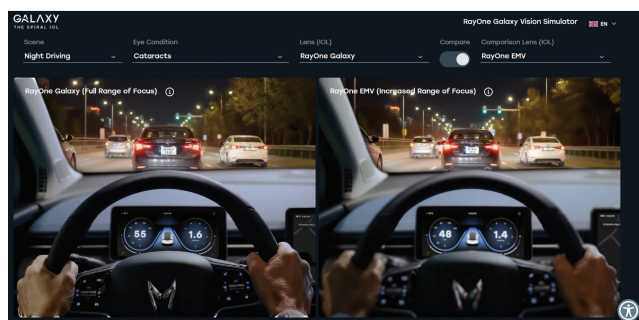 GALAXY
THE SPIRAL IOL
RayOne Galaxy Vision Simulator
EN
Scene
Eye Condition
Lens (IOL)
Compare
Comparison Lens (IOL)
Night Driving
Cataracts
RayOne Galaxy
RayOne EMV
RayOne Galaxy (Full Range of Focus)
RayOne EMV (Increased Range of Focus)
55
1.6
48
1.4